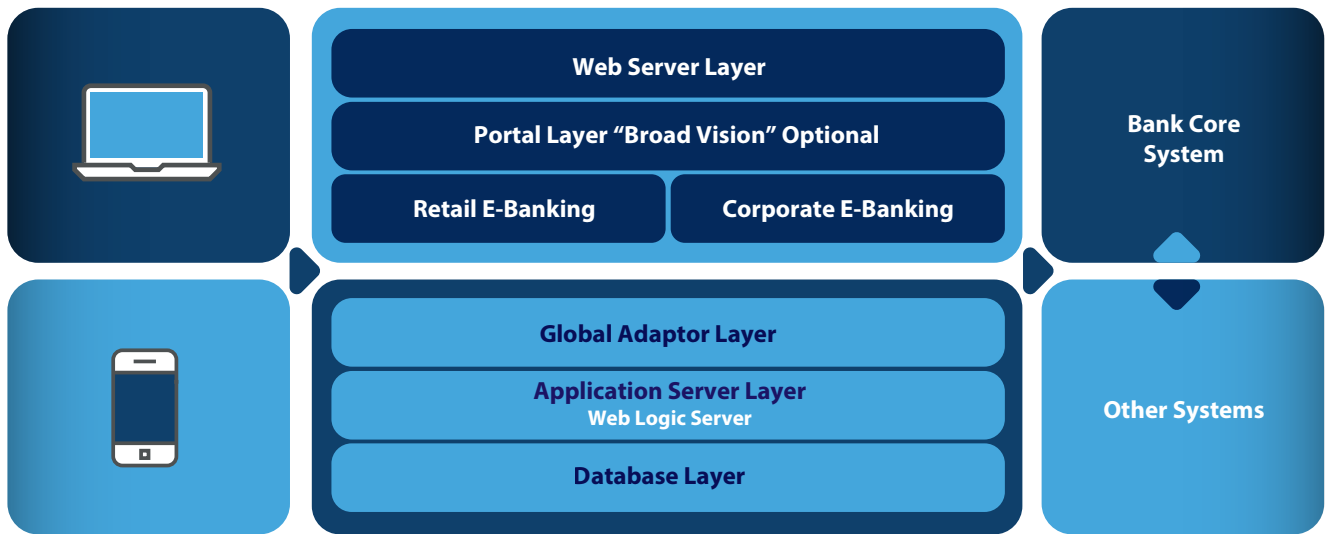 Web Server Layer
Portal Layer “Broad Vision” Optional
Retail E-Banking
Corporate E-Banking
Bank Core
System
Global Adaptor Layer
Application Server Layer
Web Logic Server
Database Layer
Other Systems